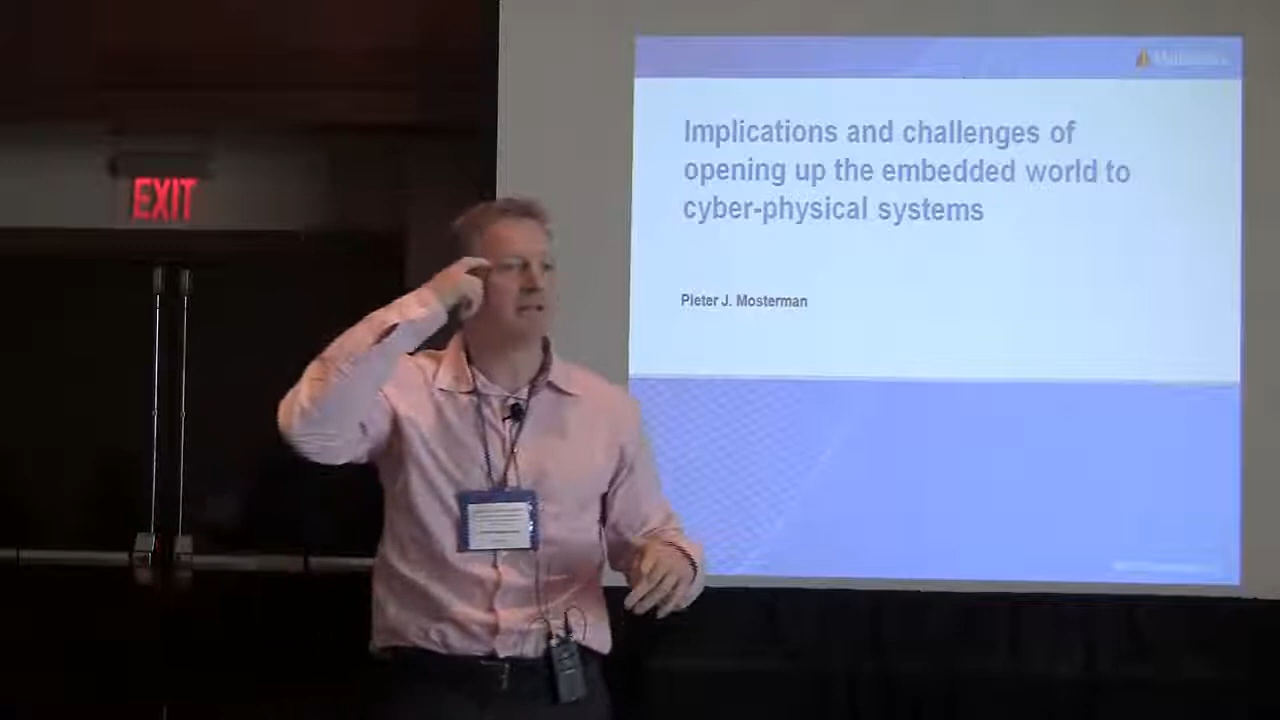 EXIT
Implications and challenges of
opening up the embedded world to
cyber-physical systems
Pieter J. Mosterman